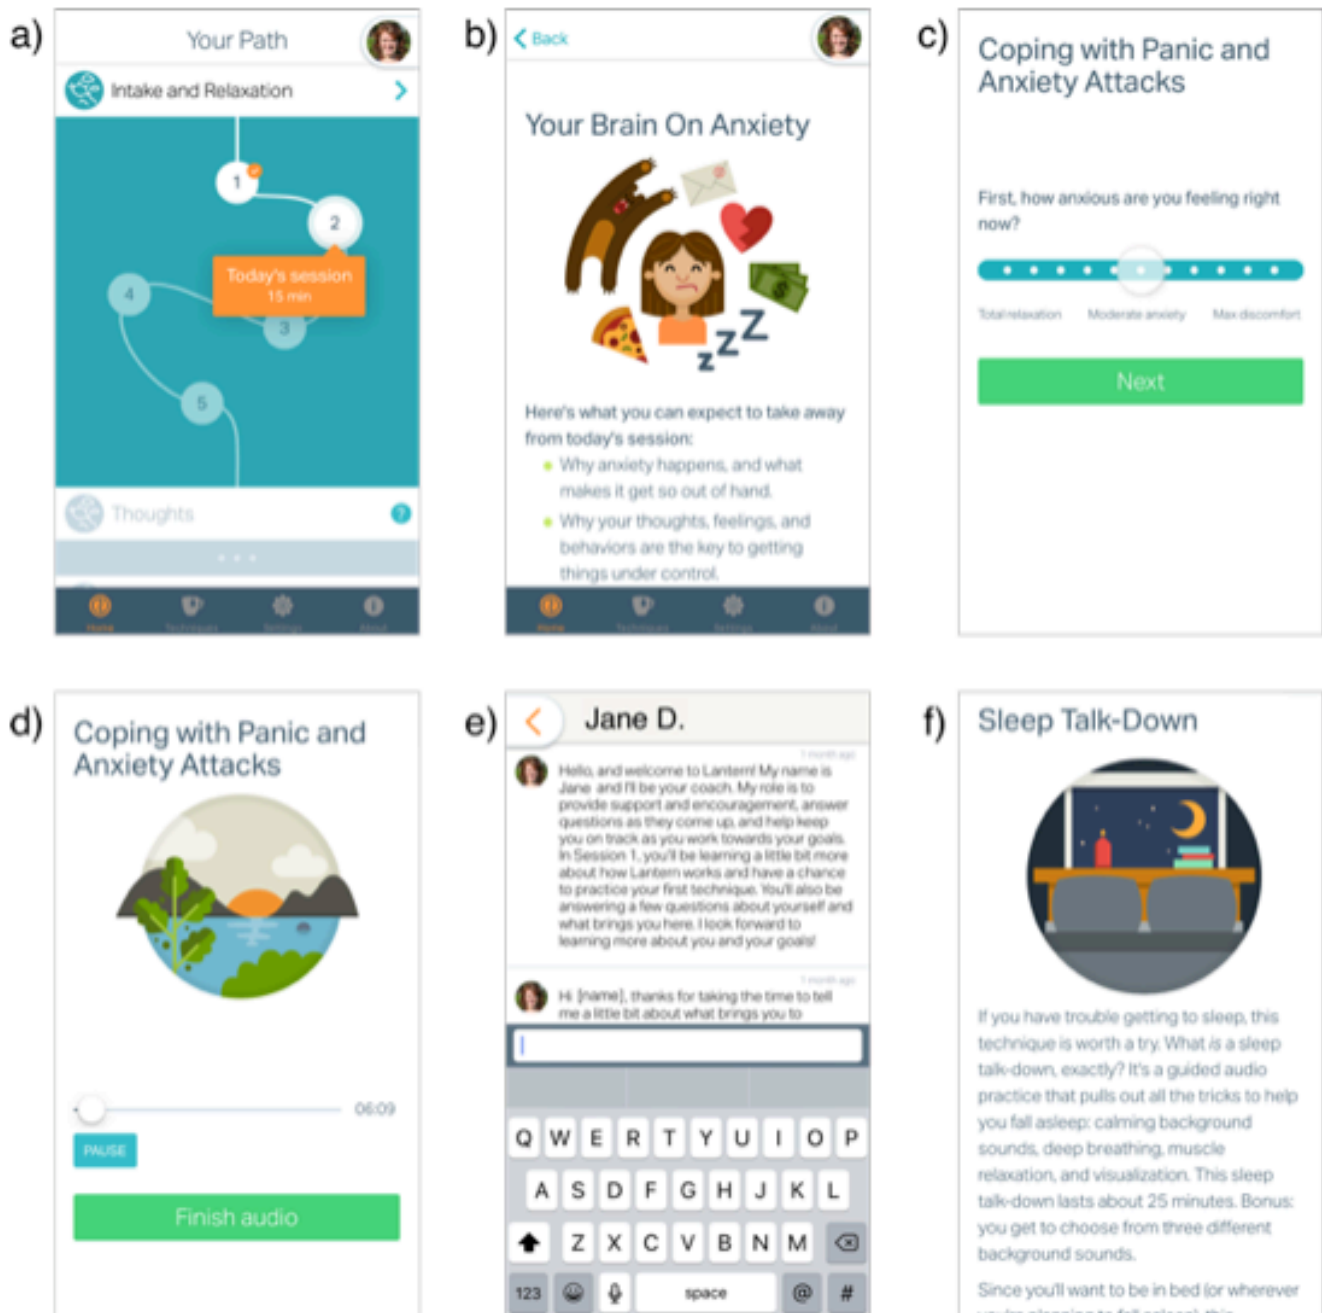 a)
Your Path
Intake and Relaxation
1
2
Today's session
15 min
4
3
5
Thoughts
?
Home
Techniques
Settings
About
b)
Back
Your Brain On Anxiety
$
z z Z
Here's what you can expect to take away
from today's session:
Why anxiety happens, and what
makes it get so out of hand.
Why your thoughts, feelings, and
behaviors are the key to getting
things under control.
Home
Techniques
Settings
About
c)
Coping with Panic and
Anxiety Attacks
First, how anxious are you feeling right
now?
Total relaxation
Moderate anxiety
Max discomfort
Next
d)
Coping with Panic and
Anxiety Attacks
06:09
PAUSE
Finish audio
e)
Jane D.
1 month ago
Hello, and welcome to Lantern! My name is
Jane and I'll be your coach. My role is to
provide support and encouragement, answer
questions as they come up, and help keep
you on track as you work towards your goals.
In Session 1, you'll be learning a little bit more
about how Lantern works and have a chance
to practice your first technique. You'll also be
answering a few questions about yourself and
what brings you here. I look forward to
learning more about you and your goals!
1 month ago
Hi [name], thanks for taking the time to tell
me a little bit about what brings you to
Q W E R T Y U I O P
A S D F G H J K L
Z X C V B N M
123
space
@
#
f)
Sleep Talk-Down
If you have trouble getting to sleep, this
technique is worth a try. What is a sleep
talk-down, exactly? It's a guided audio
practice that pulls out all the tricks to help
you fall asleep: calming background
sounds, deep breathing, muscle
relaxation, and visualization. This sleep
talk-down lasts about 25 minutes. Bonus:
you get to choose from three different
background sounds.
Since you'll want to be in bed (or wherever